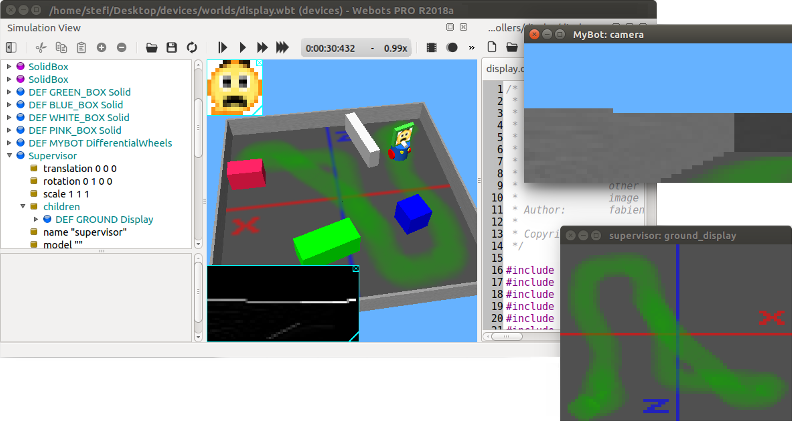 /home/stefi/Desktop/devices/worlds/display.wbt (devices) - Webots PRO R2018a
Simulation View
...ollers/
0:00:30:432 - 0.99x
MyBot: camera
SolidBox
SolidBox
DEF GREEN_BOX Solid
DEF BLUE_BOX Solid
DEF WHITE_BOX Solid
DEF PINK_BOX Solid
DEF MYBOT DifferentialWheels
Supervisor
translation 0 0 0
rotation 0 1 0 0
scale 1 1 1
children
DEF GROUND Display
name "supervisor"
model ""
Z
X
display.c
1 /*
2 *
3 *
4 *
5 *
6 *
7 *
8 *
9 * other
10 * image
11 * Author: fabien
12 *
13 * Copyri
14 */
15
16 #include
17 #include
18 #include
19 #include
20 #include
21 #include
supervisor: ground_display
X
Z